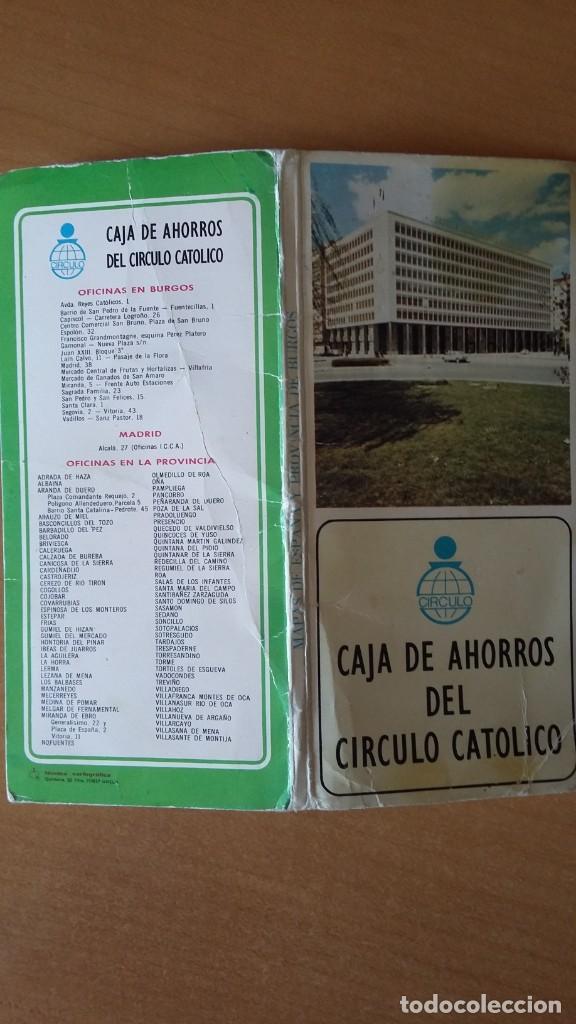 CIRCULO
CAJA DE AHORROS
DEL CIRCULO CATOLICO
OFICINAS EN BURGOS
Avda. Reyes Católicos, 1
Barrio de San Pedro de la Fuente — Fuentecillas, 1
Capiscol — Carretera Logroño, 26
Centro Comercial San Bruno, Plaza de San Bruno
Espolón, 32
Francisco Grandmontagne, esquina Pérez Platero
Gamonal — Nueva Plaza s/n
Juan XXIII, Bloque 3°
Laín Calvo, 11 — Pasaje de la Flora
Madrid, 38
Mercado Central de Frutas y Hortalizas — Villafría
Mercado de Ganados de San Amaro
Miranda, 5 — Frente Auto Estaciones
Sagrada Familia, 23
San Pedro y San Felices, 15
Santa Clara, 1
Segovia, 2 — Vitoria, 43
Vadillos — Sanz Pastor, 18
MADRID
Alcalá, 27 (Oficinas I.C.C.A.)
OFICINAS EN LA PROVINCIA
ADRADA DE HAZA
ALBAINA
ARANDA DE DUERO
Plaza Comandante Requejo, 2
Polígono Allendeduero, Parcela 5
Barrio Santa Catalina-Pedrote, 45
ARAUZO DE MIEL
BASCONCILLOS DEL TOZO
BARBADILLO DEL PEZ
BELORADO
BRIVIESCA
CALERUEGA
CALZADA DE BUREBA
CANICOSA DE LA SIERRA
CARDEÑADIJO
CASTROJERIZ
CEREZO DE RIO TIRON
COGOLLOS
COJOBAR
COVARRUBIAS
ESPINOSA DE LOS MONTEROS
ESTEPAR
FRIAS
GUMIEL DE HIZAN
GUMIEL DEL MERCADO
HONTORIA DEL PINAR
IBEAS DE JUARROS
LA AGUILERA
LA HORRA
LERMA
LEZANA DE MENA
LOS BALBASES
MANZANEDO
MECERREYES
MEDINA DE POMAR
MELGAR DE FERNAMENTAL
MIRANDA DE EBRO
Generalísimo, 22 y
Plaza de España, 2
Vitoria, 11
NOFUENTES
OLMEDILLO DE ROA
OÑA
PAMPLIEGA
PANCORBO
PEÑARANDA DE DUERO
POZA DE LA SAL
PRADOLUENGO
PRESENCIO
QUECEDO DE VALDIVIELSO
QUINCOCES DE YUSO
QUINTANA MARTIN GALINDEZ
QUINTANA DEL PIDIO
QUINTANAR DE LA SIERRA
REDECILLA DEL CAMINO
REGUMIEL DE LA SIERRA
ROA
SALAS DE LOS INFANTES
SANTA MARIA DEL CAMPO
SANTIBAÑEZ ZARZAGUDA
SANTO DOMINGO DE SILOS
SASAMON
SEDANO
SONCILLO
SOTOPALACIOS
SOTRESGUDO
TARDAJOS
TRESPADERNE
TORRESANDINO
TORME
TORTOLES DE ESGUEVA
VADOCONDES
TREVIÑO
VILLADIEGO
VILLAFRANCA MONTES DE OCA
VILLANASUR RIO DE OCA
VILLAHOZ
VILLANUEVA DE ARGAÑO
VILLARCAYO
VILLASANA DE MENA
VILLASANTE DE MONTIJA
técnica cartográfica
MAPAS DE ESPAÑA Y PROVINCIA DE BURGOS
CIRCULO
CAJA DE AHORROS
DEL
CIRCULO CATOLICO
todocoleccion.net